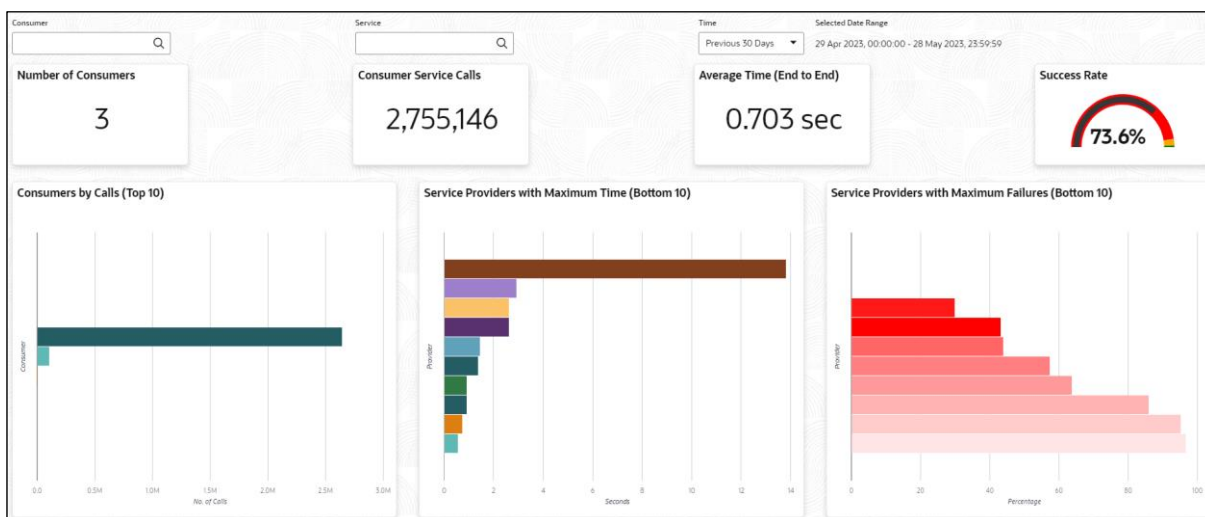 Consumer
Service
Time
Selected Date Range
Previous 30 Days
29 Apr 2023, 00:00:00 - 28 May 2023, 23:59:59
Number of Consumers
3
Consumer Service Calls
2,755,146
Average Time (End to End)
0.703 sec
Success Rate
73.6%
Consumers by Calls (Top 10)
Consumer
0.0 0.5M 1.0M 1.5M 2.0M 2.5M 3.0M
No. of Calls
Service Providers with Maximum Time (Bottom 10)
Provider
0 2 4 6 8 10 12 14
Seconds
Service Providers with Maximum Failures (Bottom 10)
Provider
0 20 40 60 80 100
Percentage